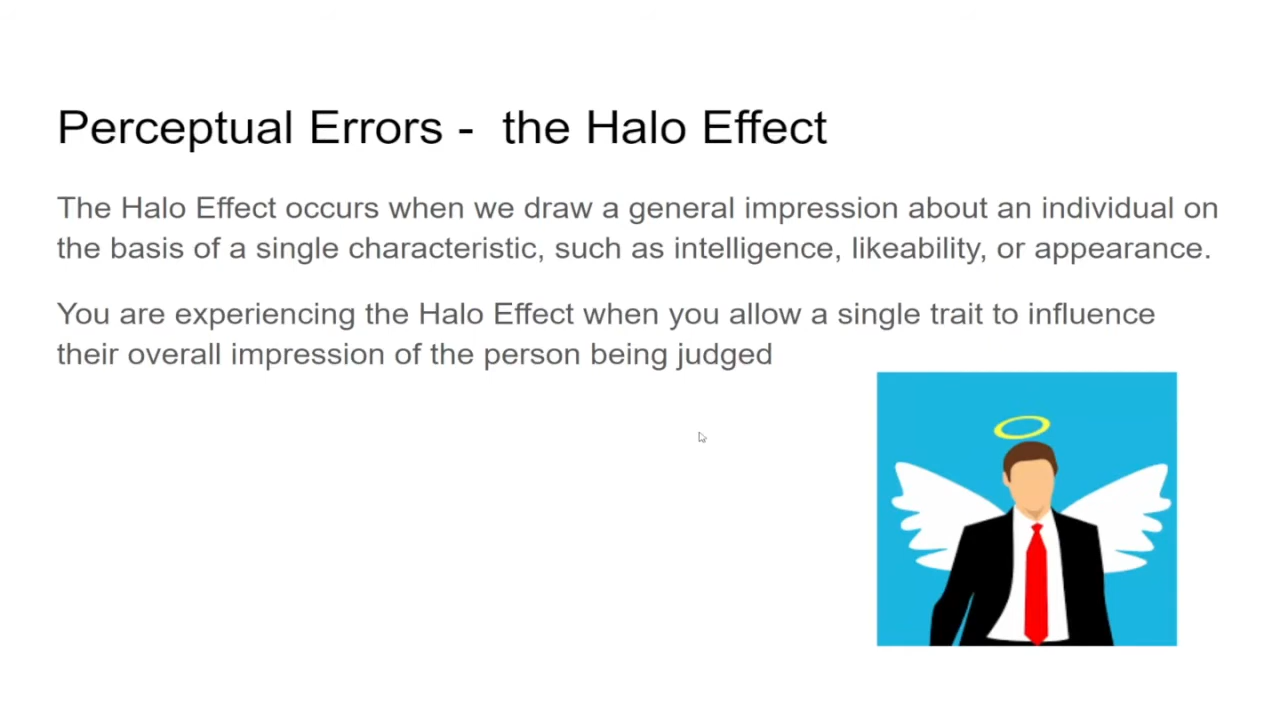 Perceptual Errors -  the Halo Effect
The Halo Effect occurs when we draw a general impression about an individual on
the basis of a single characteristic, such as intelligence, likeability, or appearance.
You are experiencing the Halo Effect when you allow a single trait to influence
their overall impression of the person being judged